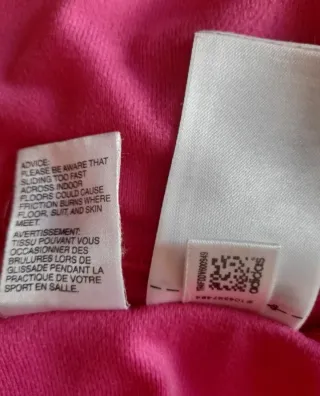 ADVICE:
PLEASE BE AWARE THAT
SLIDING TOO FAST
ACROSS INDOOR
FLOORS COULD CAUSE
FRICTION BURNS WHERE
FLOOR, SUIT, AND SKIN
MEET.
AVERTISSEMENT:
TISSU POUVANT VOUS
OCCASIONNER DES
BRULURES LORS DE
GLISSADE PENDANT LA
PRACTIQUE DE VOTRE
SPORT EN SALLE.
adidas